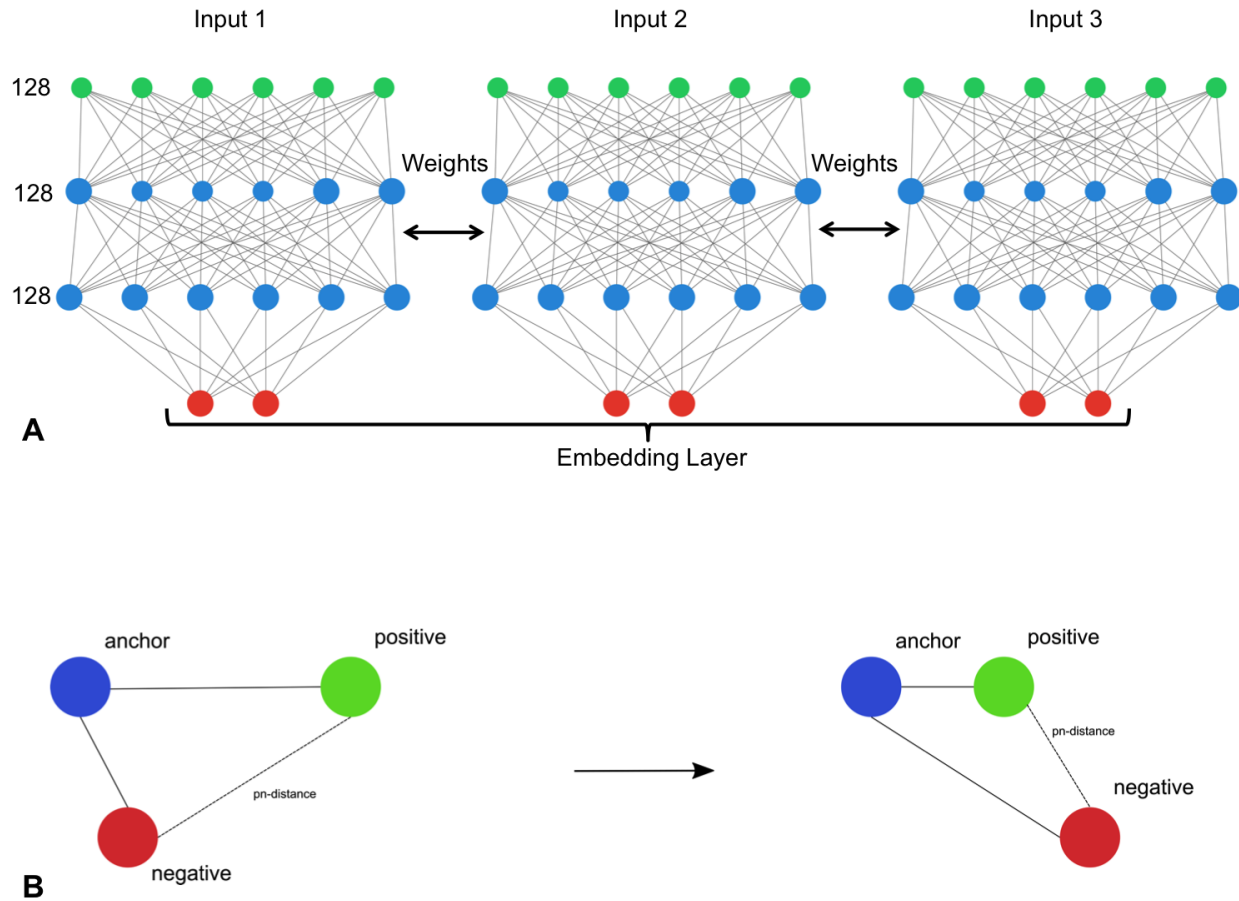 Input 1
Input 2
Input 3
128
Weights
Weights
128
128
A
Embedding Layer
anchor
positive
pn-distance
negative
anchor
positive
pn-distance
negative
B